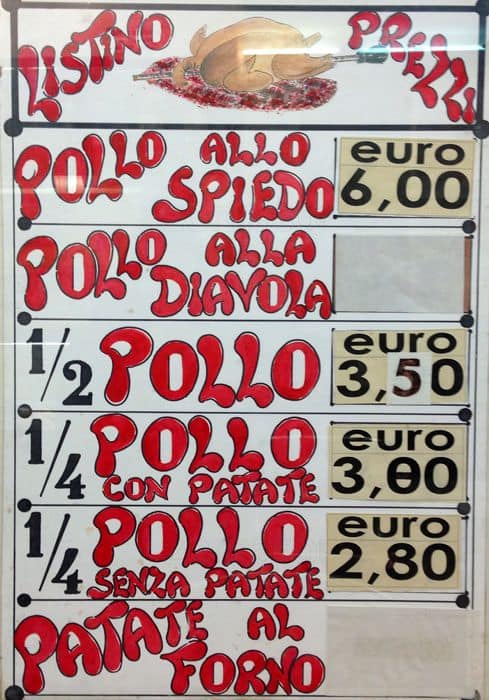 LISTINO PREZZI
POLLO ALLO SPIEDO
euro
6,00
POLLO ALLA DIAVOLA
1/2 POLLO
euro
3,50
1/4 POLLO
CON PATATE
euro
3,00
1/4 POLLO
SENZA PATATE
euro
2,80
PATATE AL FORNO